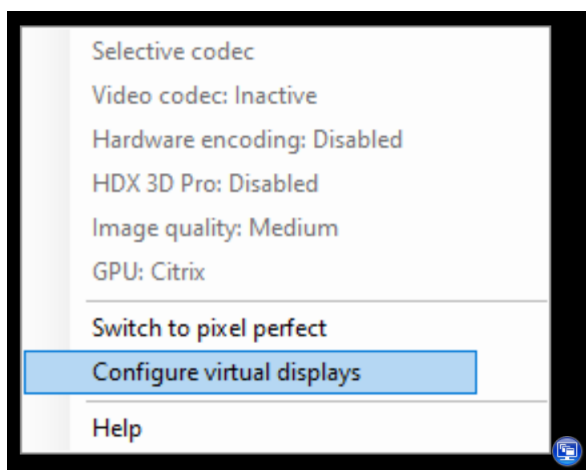 Selective codec
Video codec: Inactive
Hardware encoding: Disabled
HDX 3D Pro: Disabled
Image quality: Medium
GPU: Citrix
Switch to pixel perfect
Configure virtual displays
Help